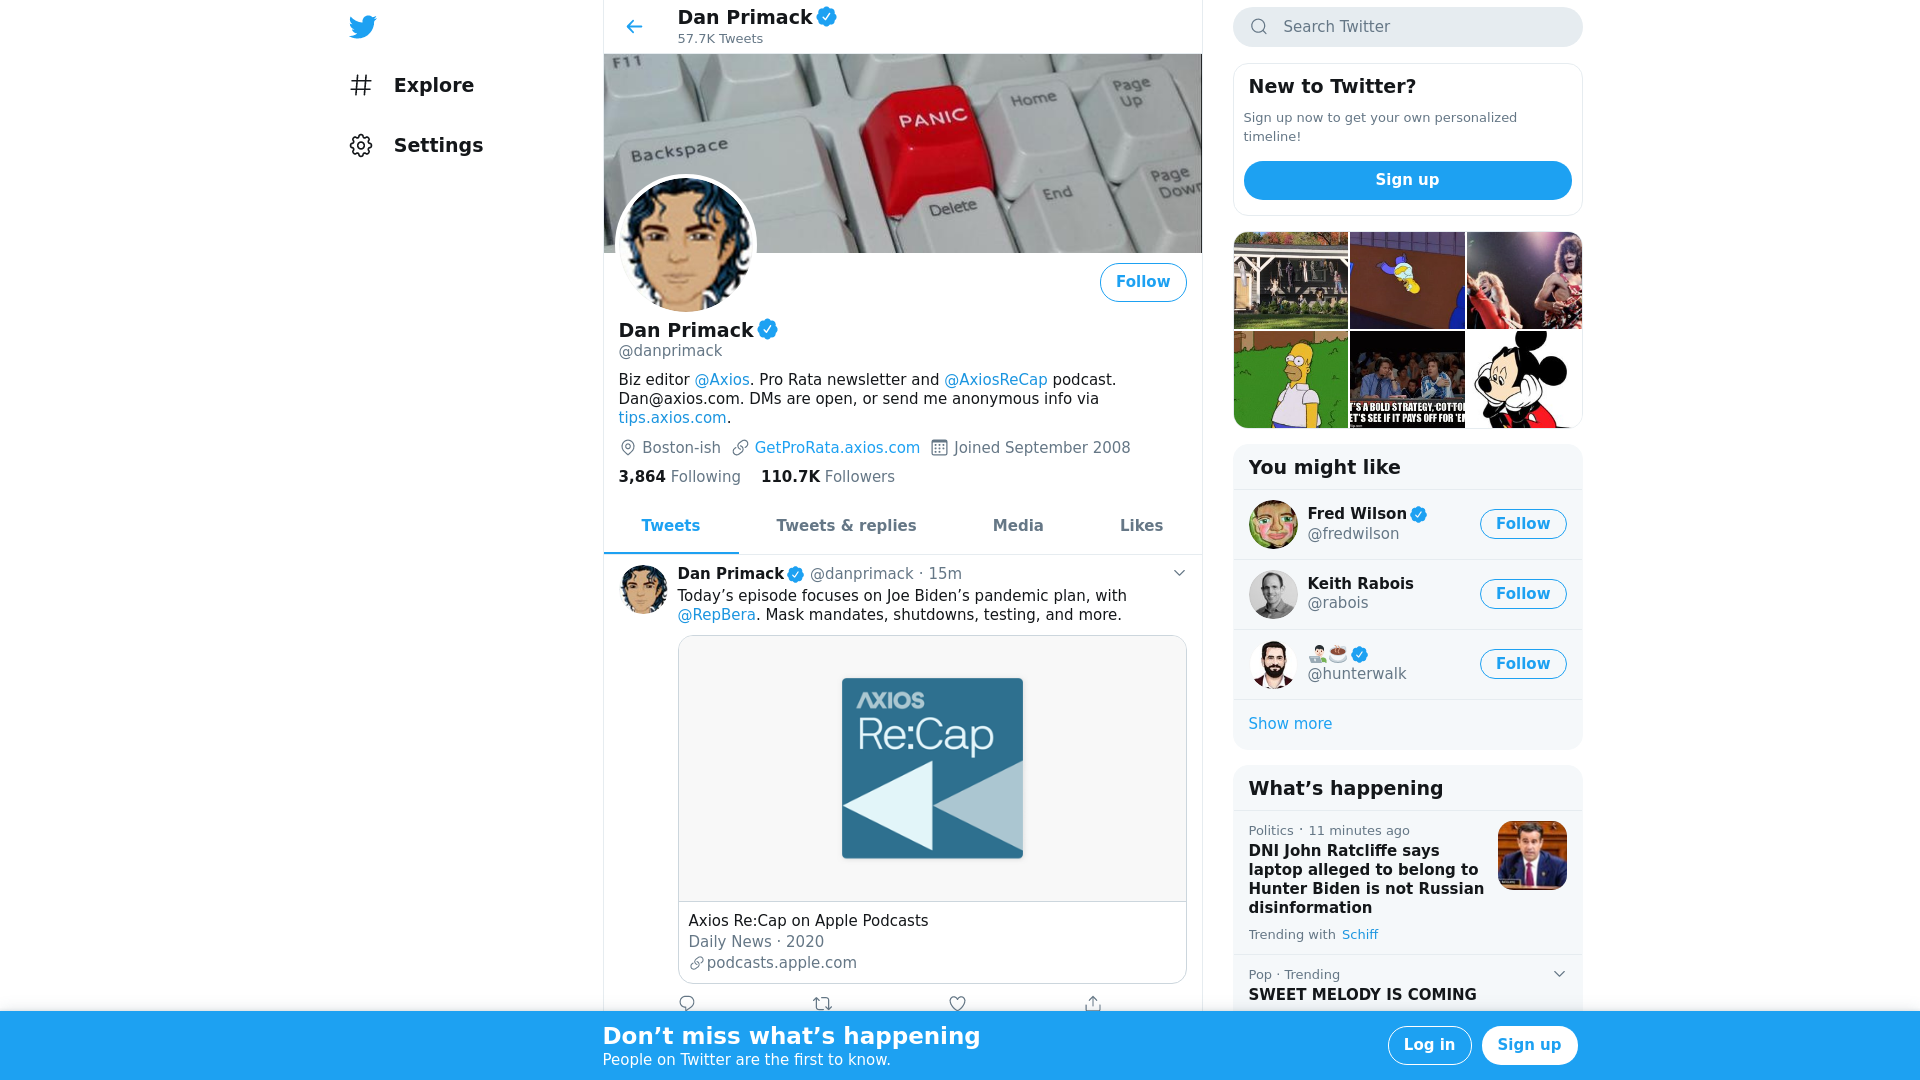 Explore
Settings
Dan Primack
57.7K Tweets
F11
PANIC
Home
Page Up
Backspace
Delete
End
Page Down
Follow
Dan Primack
@danprimack
Biz editor @Axios. Pro Rata newsletter and @AxiosReCap podcast.
Dan@axios.com. DMs are open, or send me anonymous info via
tips.axios.com.
Boston-ish GetProRata.axios.com Joined September 2008
3,864 Following 110.7K Followers
Tweets Tweets & replies Media Likes
Dan Primack @danprimack · 15m
Today’s episode focuses on Joe Biden’s pandemic plan, with
@RepBera. Mask mandates, shutdowns, testing, and more.
AXIOS
Re:Cap
Axios Re:Cap on Apple Podcasts
Daily News · 2020
podcasts.apple.com
Search Twitter
New to Twitter?
Sign up now to get your own personalized
timeline!
Sign up
IT'S A BOLD STRATEGY, COTTON
LET'S SEE IF IT PAYS OFF FOR 'EM
You might like
Fred Wilson
@fredwilson
Follow
Keith Rabois
@rabois
Follow
👨🏻‍💻☕
@hunterwalk
Follow
Show more
What’s happening
Politics · 11 minutes ago
DNI John Ratcliffe says
laptop alleged to belong to
Hunter Biden is not Russian
disinformation
Trending with Schiff
Pop · Trending
SWEET MELODY IS COMING
Don’t miss what’s happening
People on Twitter are the first to know.
Log in
Sign up